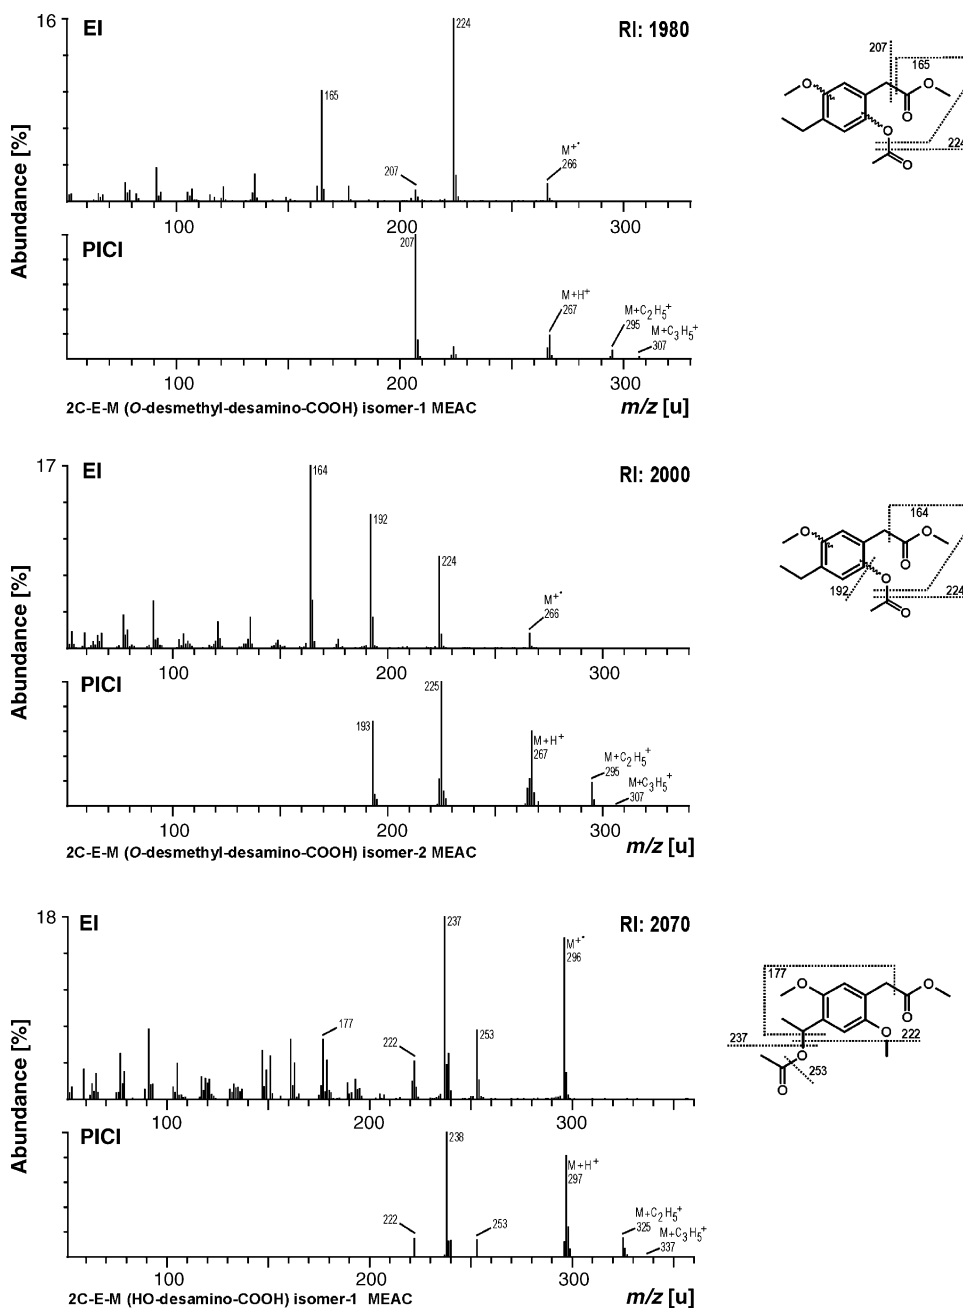 16
EI
RI: 1980
224
165
207
M+•
266
Abundance [%]
100
200
300
PICI
207
M+H+
267
M+C2H5+
295
M+C3H5+
307
100
200
300
2C-E-M (O-desmethyl-desamino-COOH) isomer-1 MEAC
m/z [u]
207
165
O
O
O
O
O
224
17
EI
RI: 2000
164
192
224
M+•
266
Abundance [%]
100
200
300
PICI
225
193
M+H+
267
M+C2H5+
295
M+C3H5+
307
100
200
300
2C-E-M (O-desmethyl-desamino-COOH) isomer-2 MEAC
m/z [u]
164
O
O
O
O
192
224
O
18
EI
RI: 2070
237
M+•
296
177
222
253
Abundance [%]
100
200
300
PICI
238
M+H+
297
222
253
M+C2H5+
325
M+C3H5+
337
100
200
300
2C-E-M (HO-desamino-COOH) isomer-1 MEAC
m/z [u]
177
O
O
O
O
237
222
O
253
O